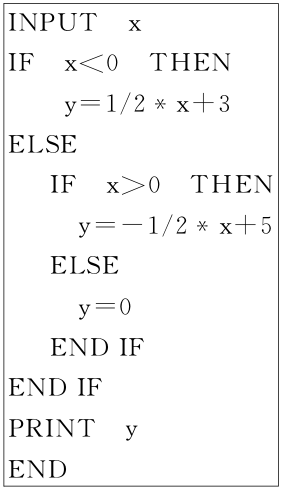 INPUT x
IF x<0 THEN
y=1/2 * x+3
ELSE
IF x>0 THEN
y=-1/2 * x+5
ELSE
y=0
END IF
END IF
PRINT y
END